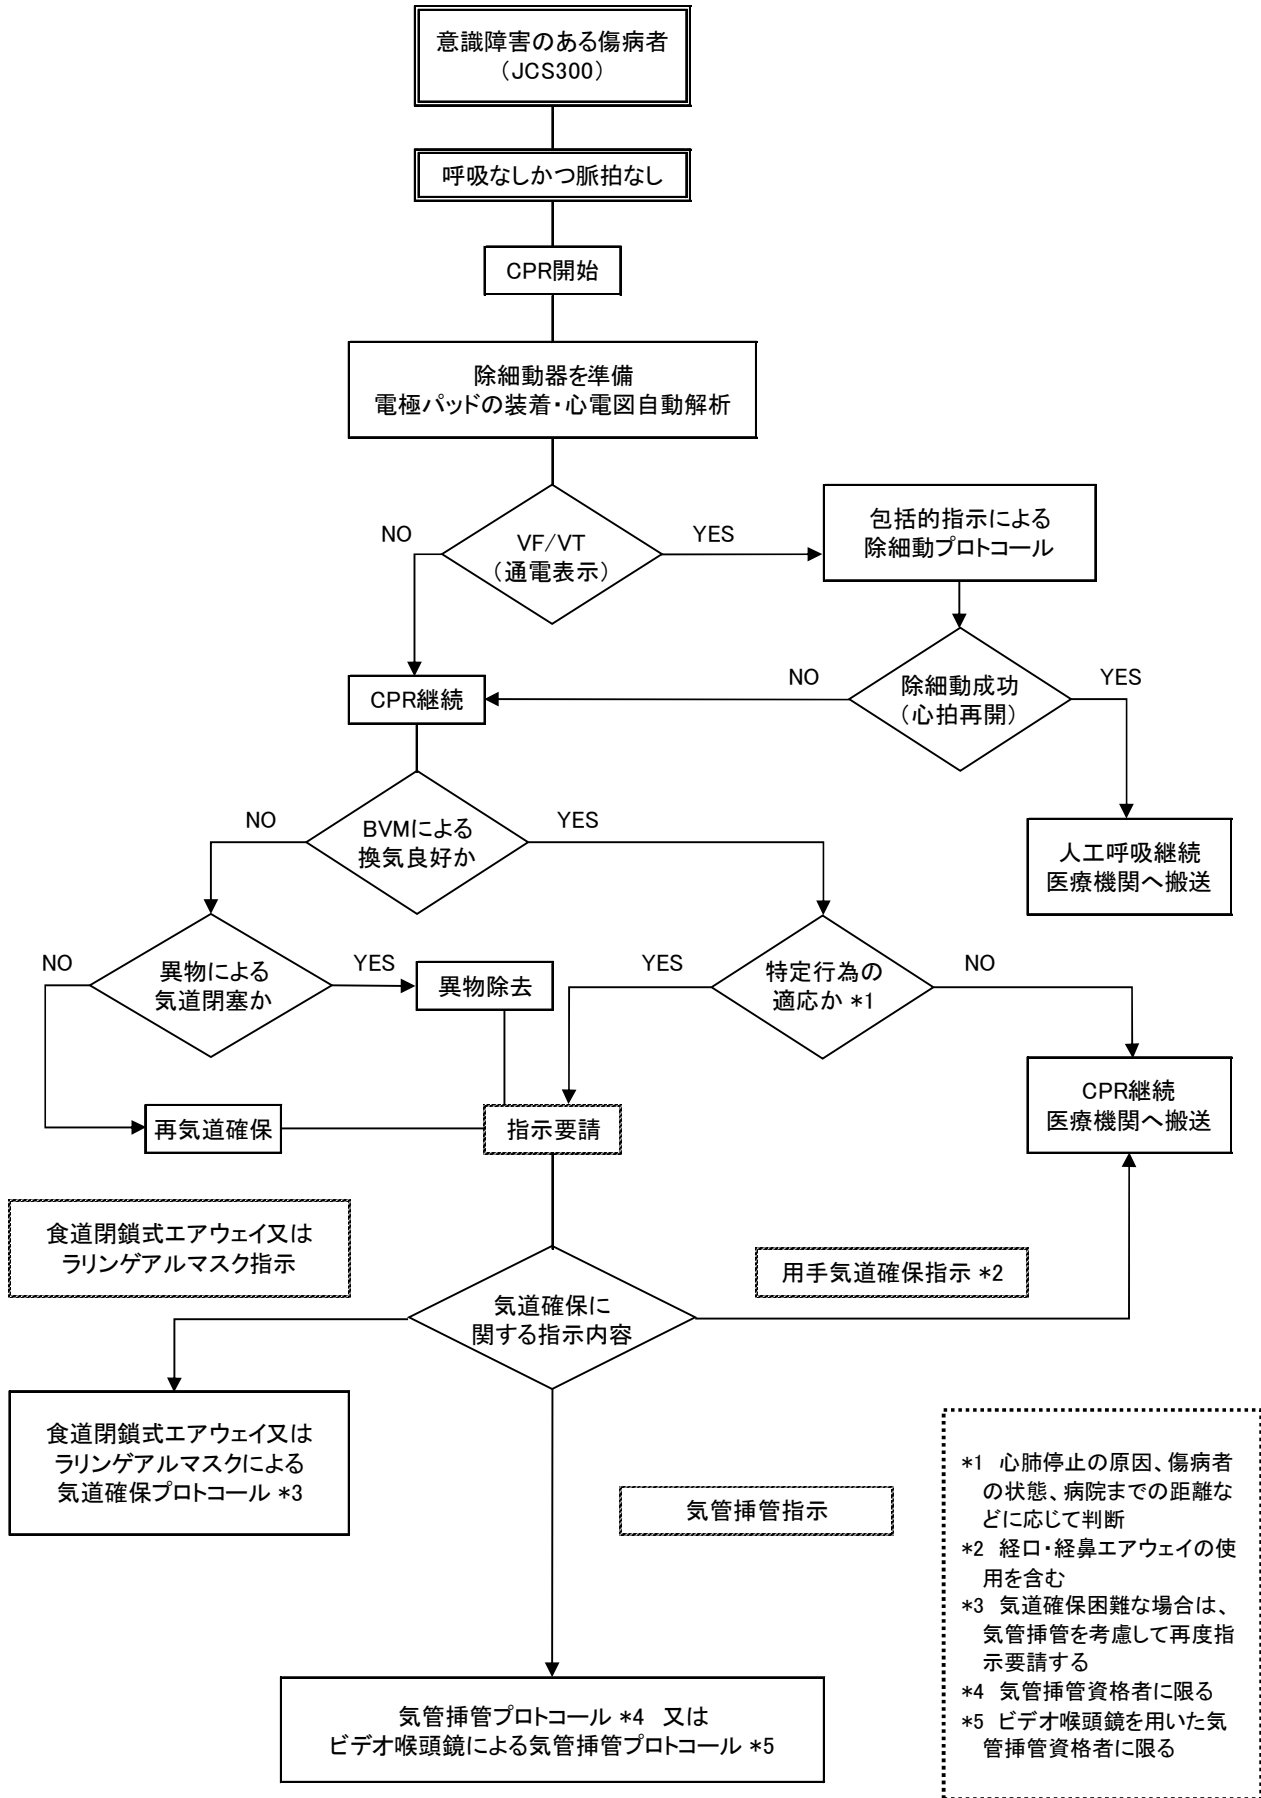 意識障害のある傷病者
（JCS300）
呼吸なしかつ脈拍なし
CPR開始
除細動器を準備
電極パッドの装着・心電図自動解析
NO
VF/VT
（通電表示）
YES
包括的指示による
除細動プロトコール
CPR継続
NO
除細動成功
（心拍再開）
YES
NO
BVMによる
換気良好か
YES
人工呼吸継続
医療機関へ搬送
NO
異物による
気道閉塞か
YES
異物除去
YES
特定行為の
適応か *1
NO
再気道確保
指示要請
CPR継続
医療機関へ搬送
食道閉鎖式エアウェイ又は
ラリンゲアルマスク指示
用手気道確保指示 *2
気道確保に
関する指示内容
食道閉鎖式エアウェイ又は
ラリンゲアルマスクによる
気道確保プロトコール *3
気管挿管指示
気管挿管プロトコール *4　又は
ビデオ喉頭鏡による気管挿管プロトコール *5
*1　心肺停止の原因、傷病者
の状態、病院までの距離な
どに応じて判断
*2　経口・経鼻エアウェイの使
用を含む
*3　気道確保困難な場合は、
気管挿管を考慮して再度指
示要請する
*4　気管挿管資格者に限る
*5　ビデオ喉頭鏡を用いた気
管挿管資格者に限る